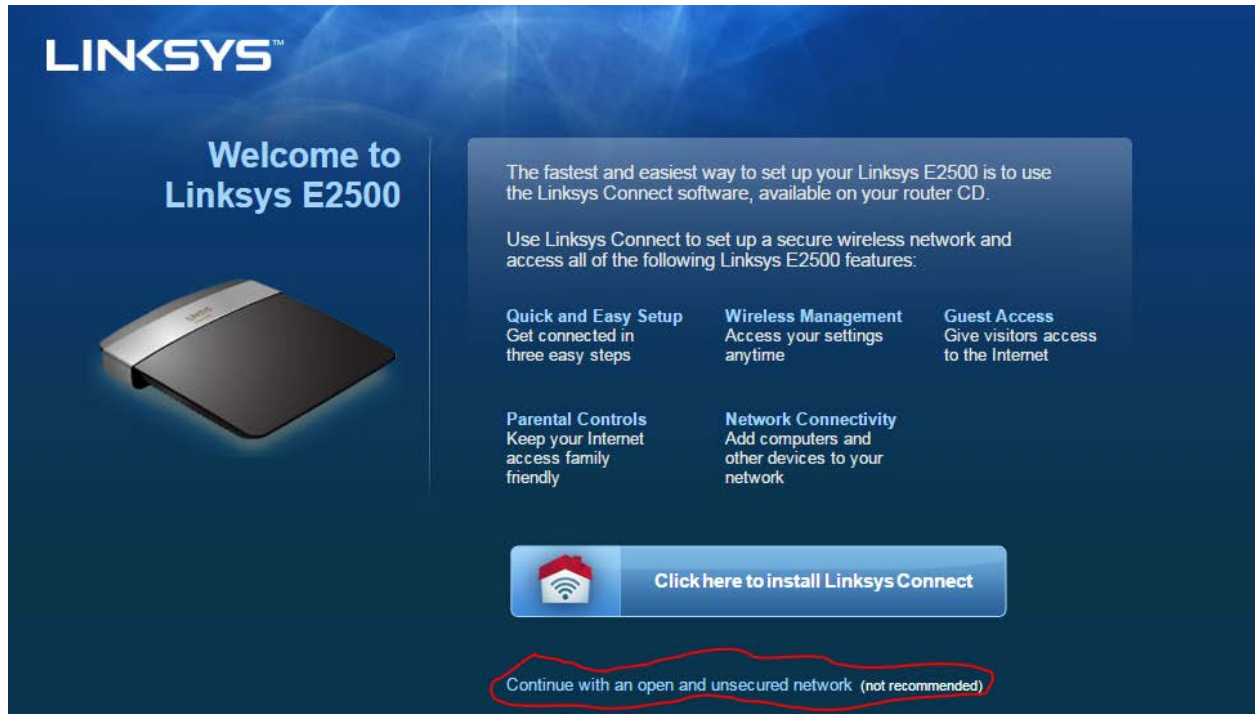 LINKSYS™
Welcome to
Linksys E2500
The fastest and easiest way to set up your Linksys E2500 is to use
the Linksys Connect software, available on your router CD.
Use Linksys Connect to set up a secure wireless network and
access all of the following Linksys E2500 features:
Quick and Easy Setup
Get connected in
three easy steps
Wireless Management
Access your settings
anytime
Guest Access
Give visitors access
to the Internet
Parental Controls
Keep your Internet
access family
friendly
Network Connectivity
Add computers and
other devices to your
network
Click here to install Linksys Connect
Continue with an open and unsecured network (not recommended)